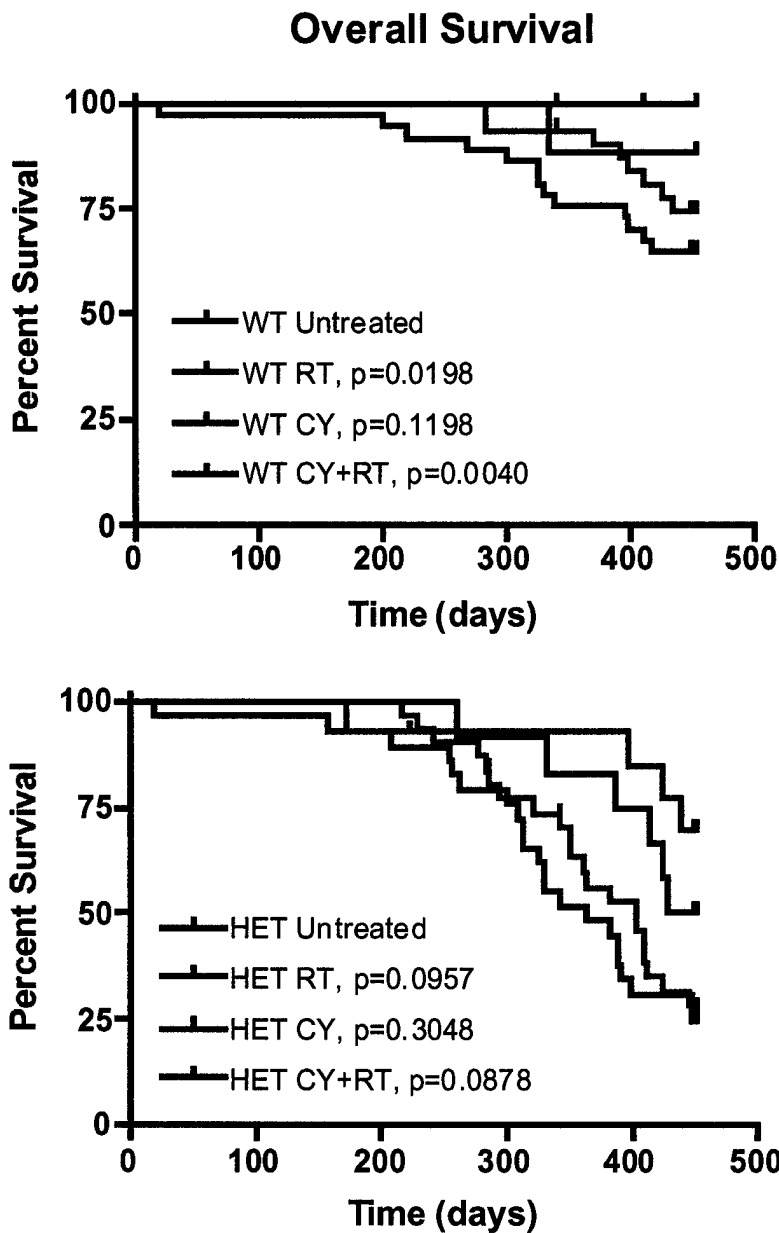 Overall Survival
100
75
50
25
0
Percent Survival
WT Untreated
WT RT, p=0.0198
WT CY, p=0.1198
WT CY+RT, p=0.0040
0 100 200 300 400 500
Time (days)
100
75
50
25
0
Percent Survival
HET Untreated
HET RT, p=0.0957
HET CY, p=0.3048
HET CY+RT, p=0.0878
0 100 200 300 400 500
Time (days)